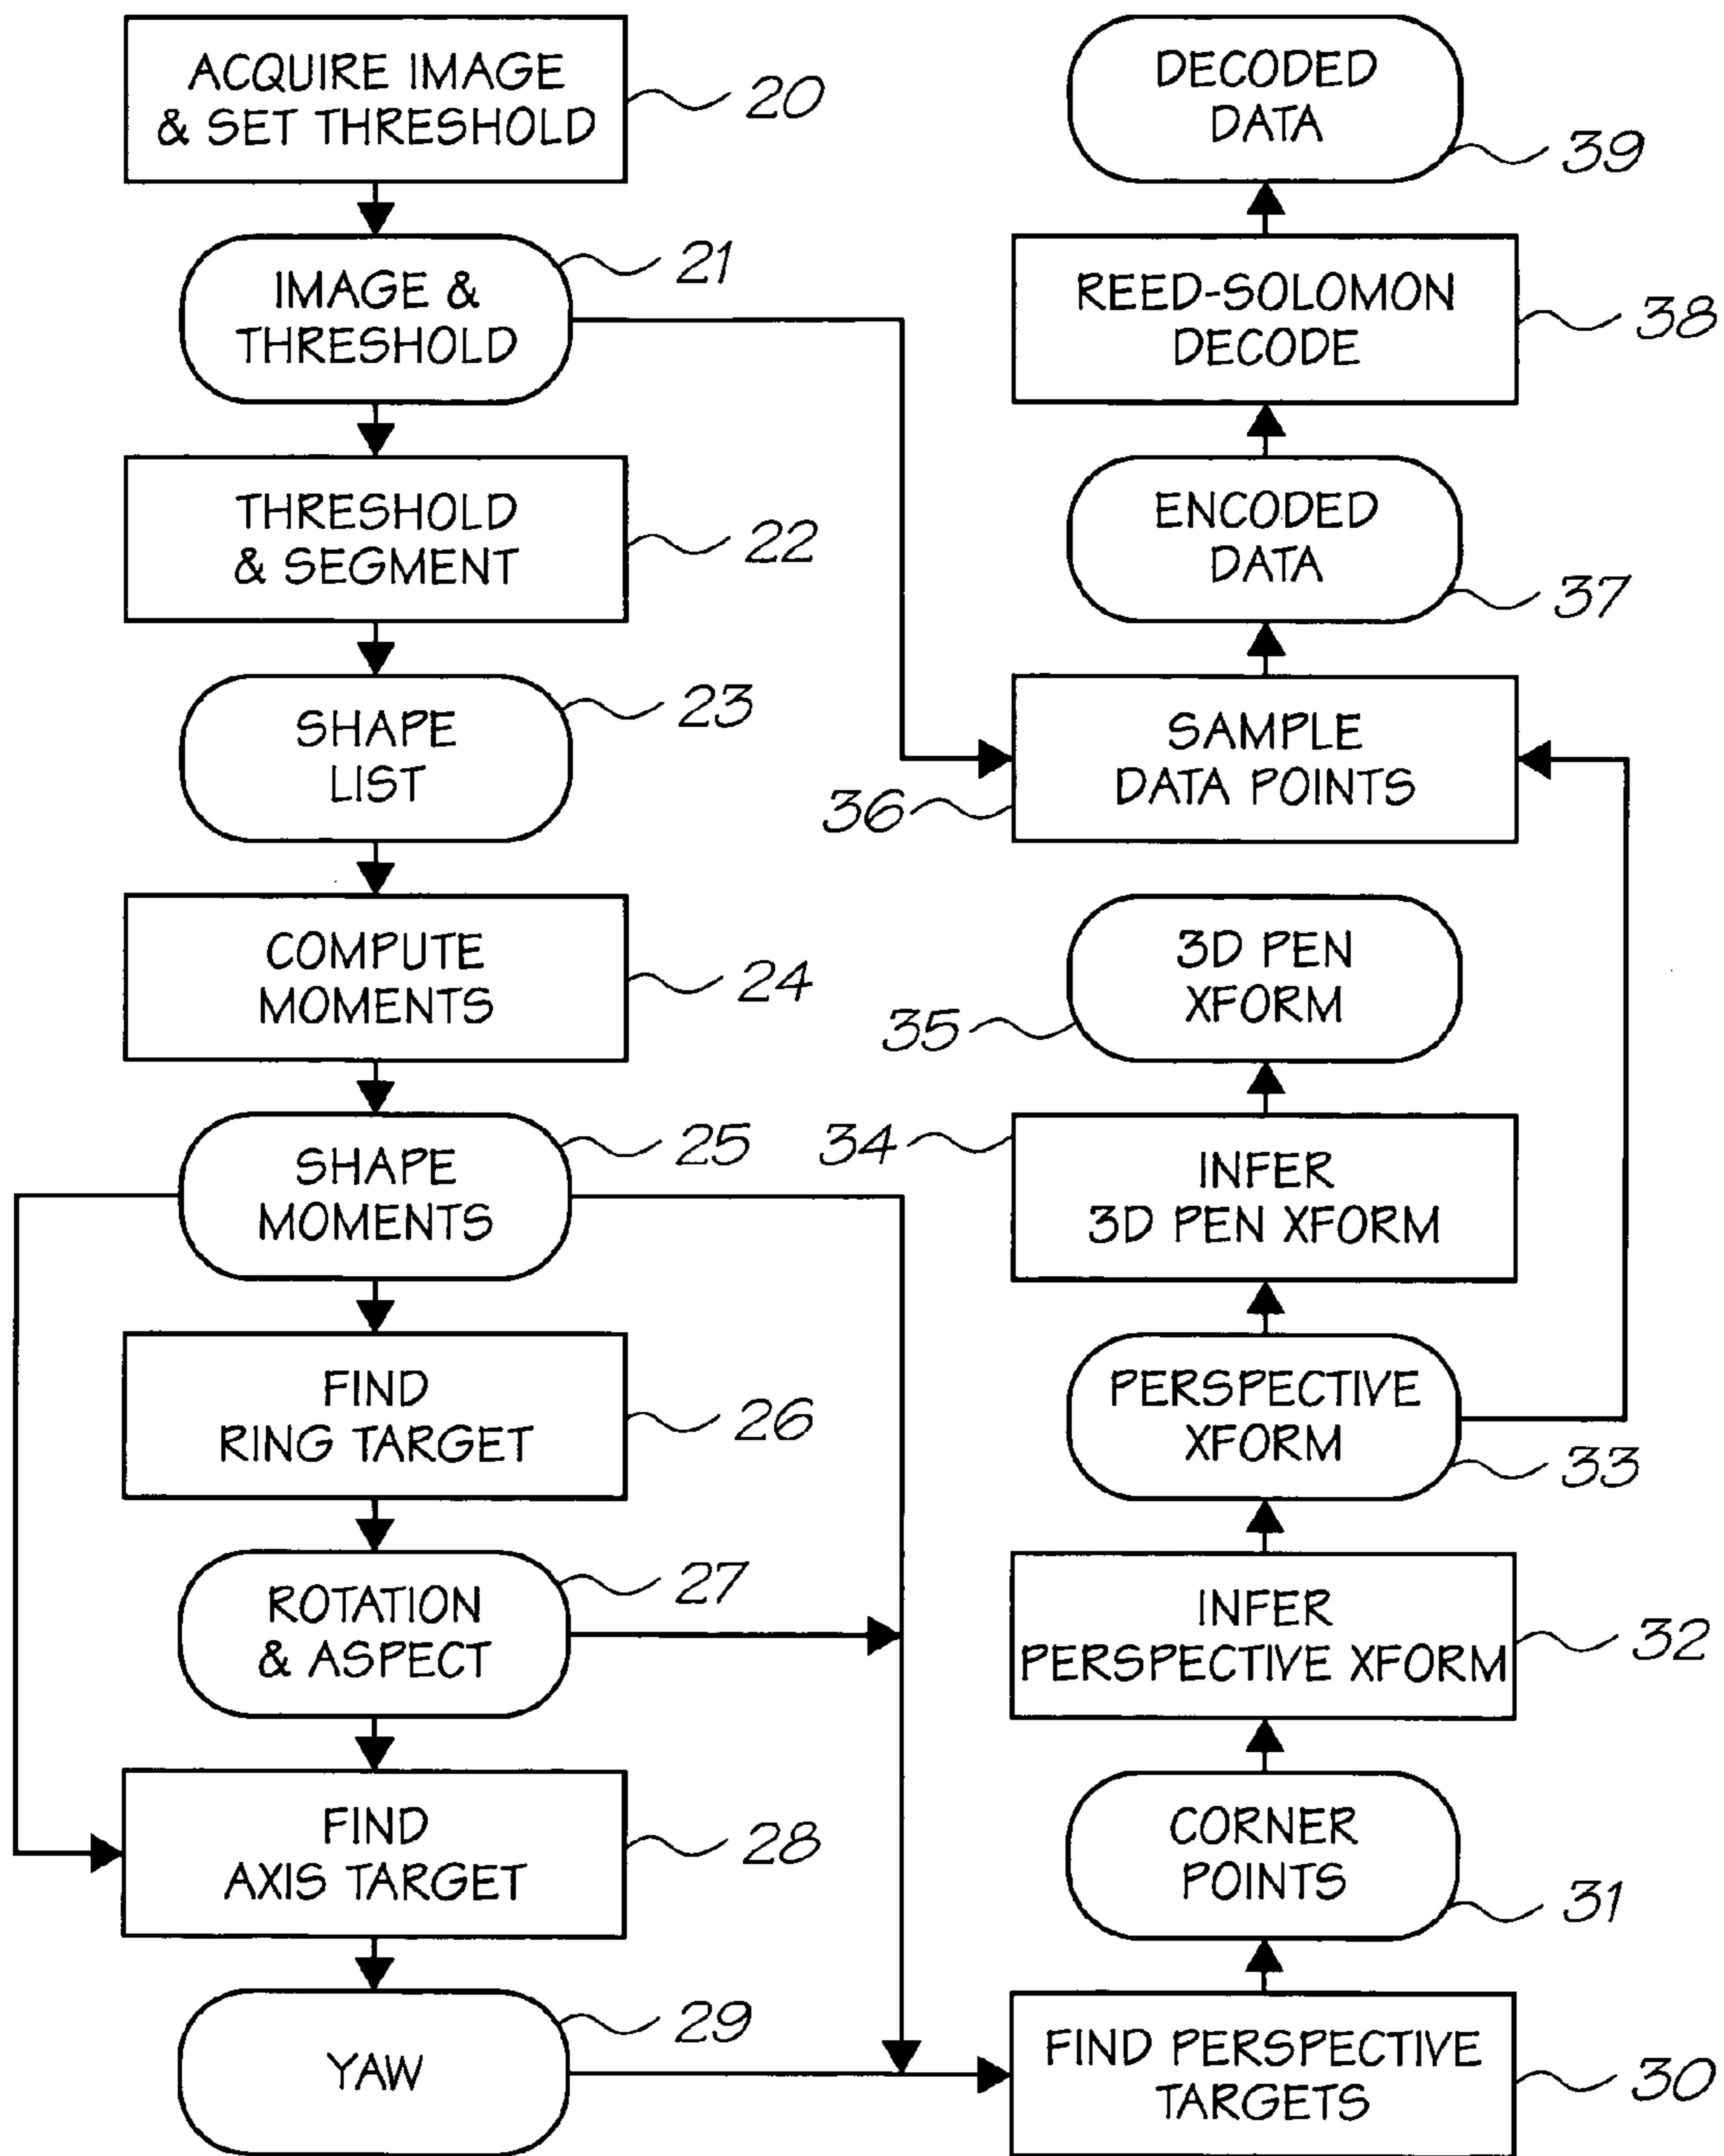 ACQUIRE IMAGE
& SET THRESHOLD
20
IMAGE &
THRESHOLD
21
THRESHOLD
& SEGMENT
22
SHAPE
LIST
23
COMPUTE
MOMENTS
24
SHAPE
MOMENTS
25
FIND
RING TARGET
26
ROTATION
& ASPECT
27
FIND
AXIS TARGET
28
YAW
29
DECODED
DATA
39
REED-SOLOMON
DECODE
38
ENCODED
DATA
37
SAMPLE
DATA POINTS
36
3D PEN
XFORM
35
34
INFER
3D PEN XFORM
PERSPECTIVE
XFORM
33
INFER
PERSPECTIVE XFORM
32
CORNER
POINTS
31
FIND PERSPECTIVE
TARGETS
30